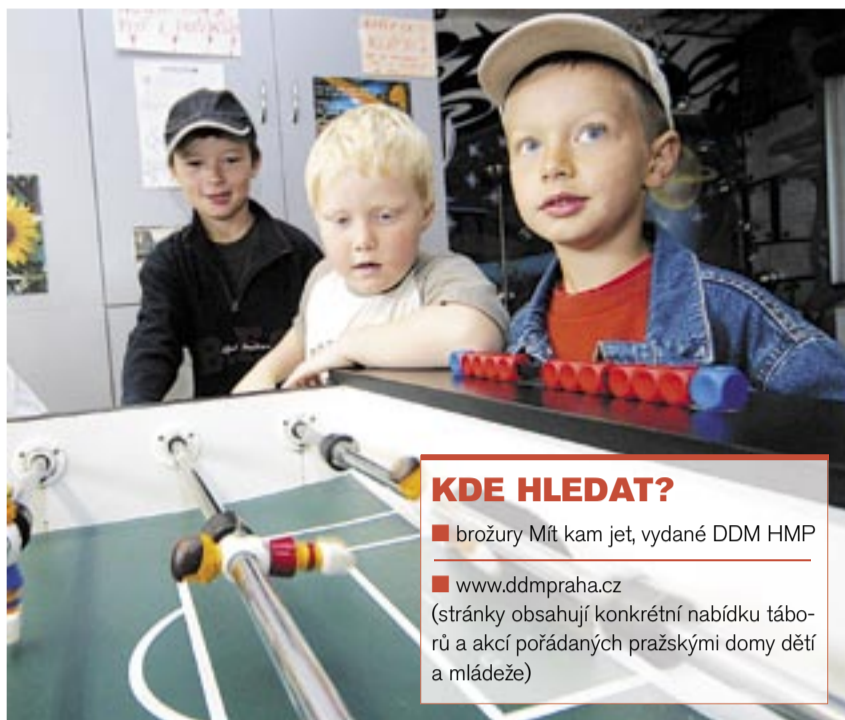 KDE HLEDAT?
■ brožury Mít kam jet, vydané DDM HMP
■ www.ddmpraha.cz
(stránky obsahují konkrétní nabídku tábo-
rů a akcí pořádaných pražskými domy dětí
a mládeže)